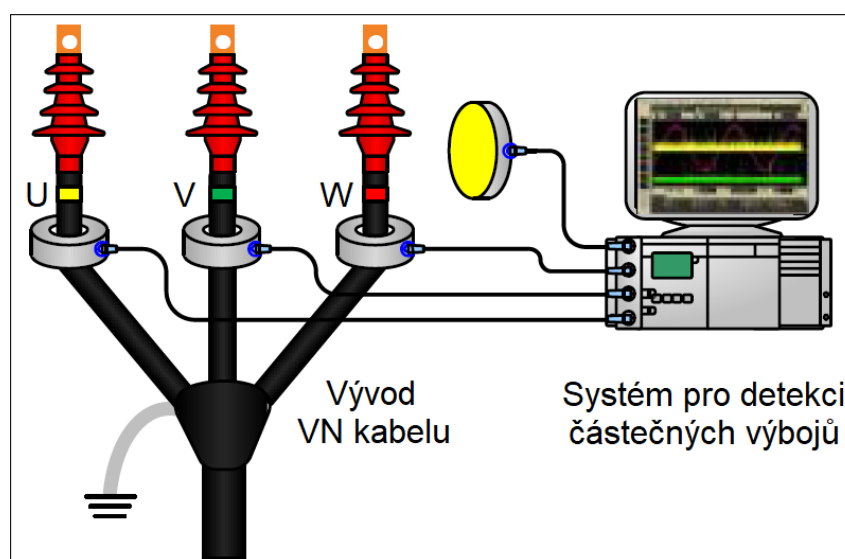 U
V
W
Vývod
VN kabelu
Systém pro detekci
částečných výbojů